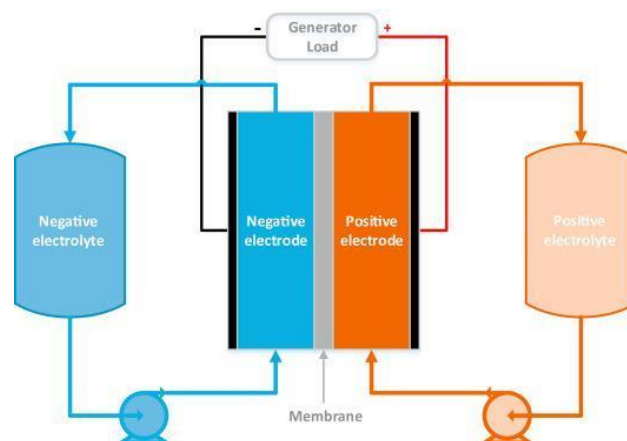 - Generator +
Load
Negative
electrolyte
Negative
electrode
Positive
electrode
Positive
electrolyte
Membrane